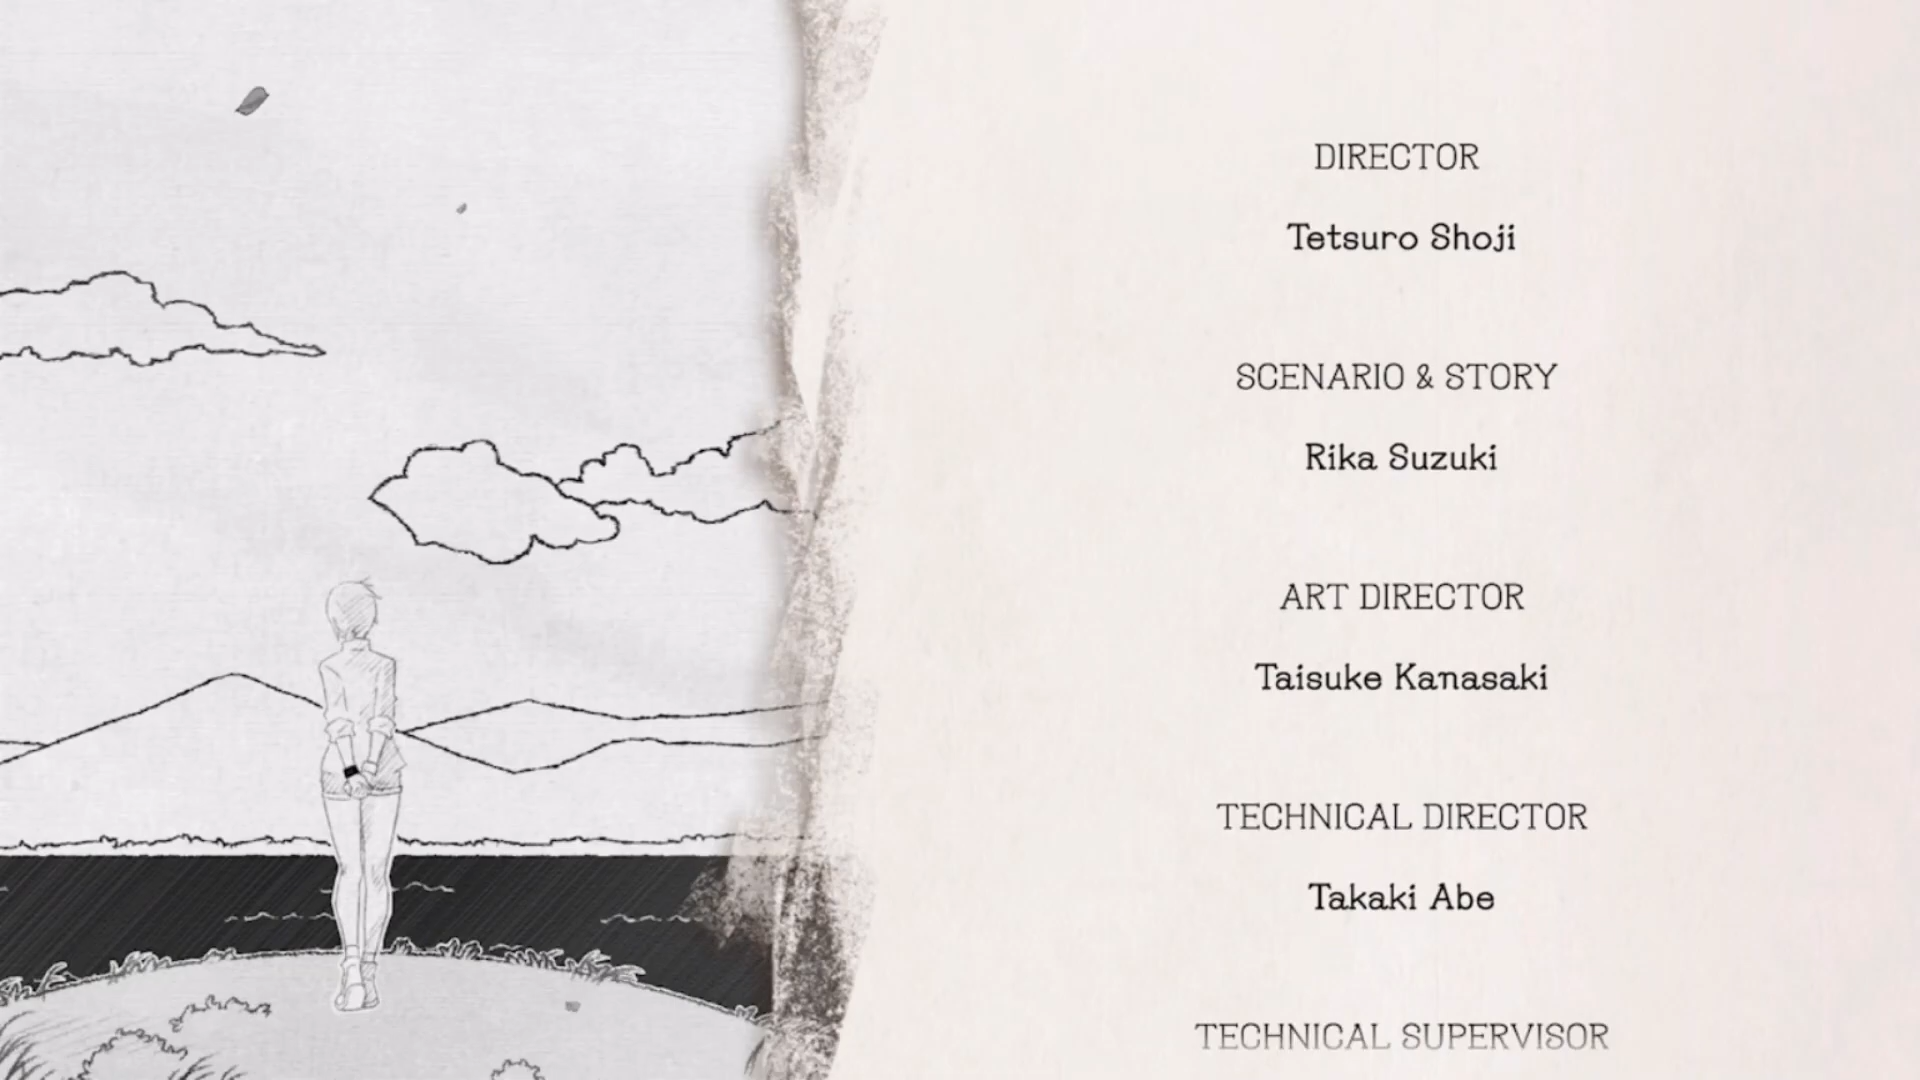 DIRECTOR
Tetsuro Shoji
SCENARIO & STORY
Rika Suzuki
ART DIRECTOR
Taisuke Kanasaki
TECHNICAL DIRECTOR
Takaki Abe
TECHNICAL SUPERVISOR